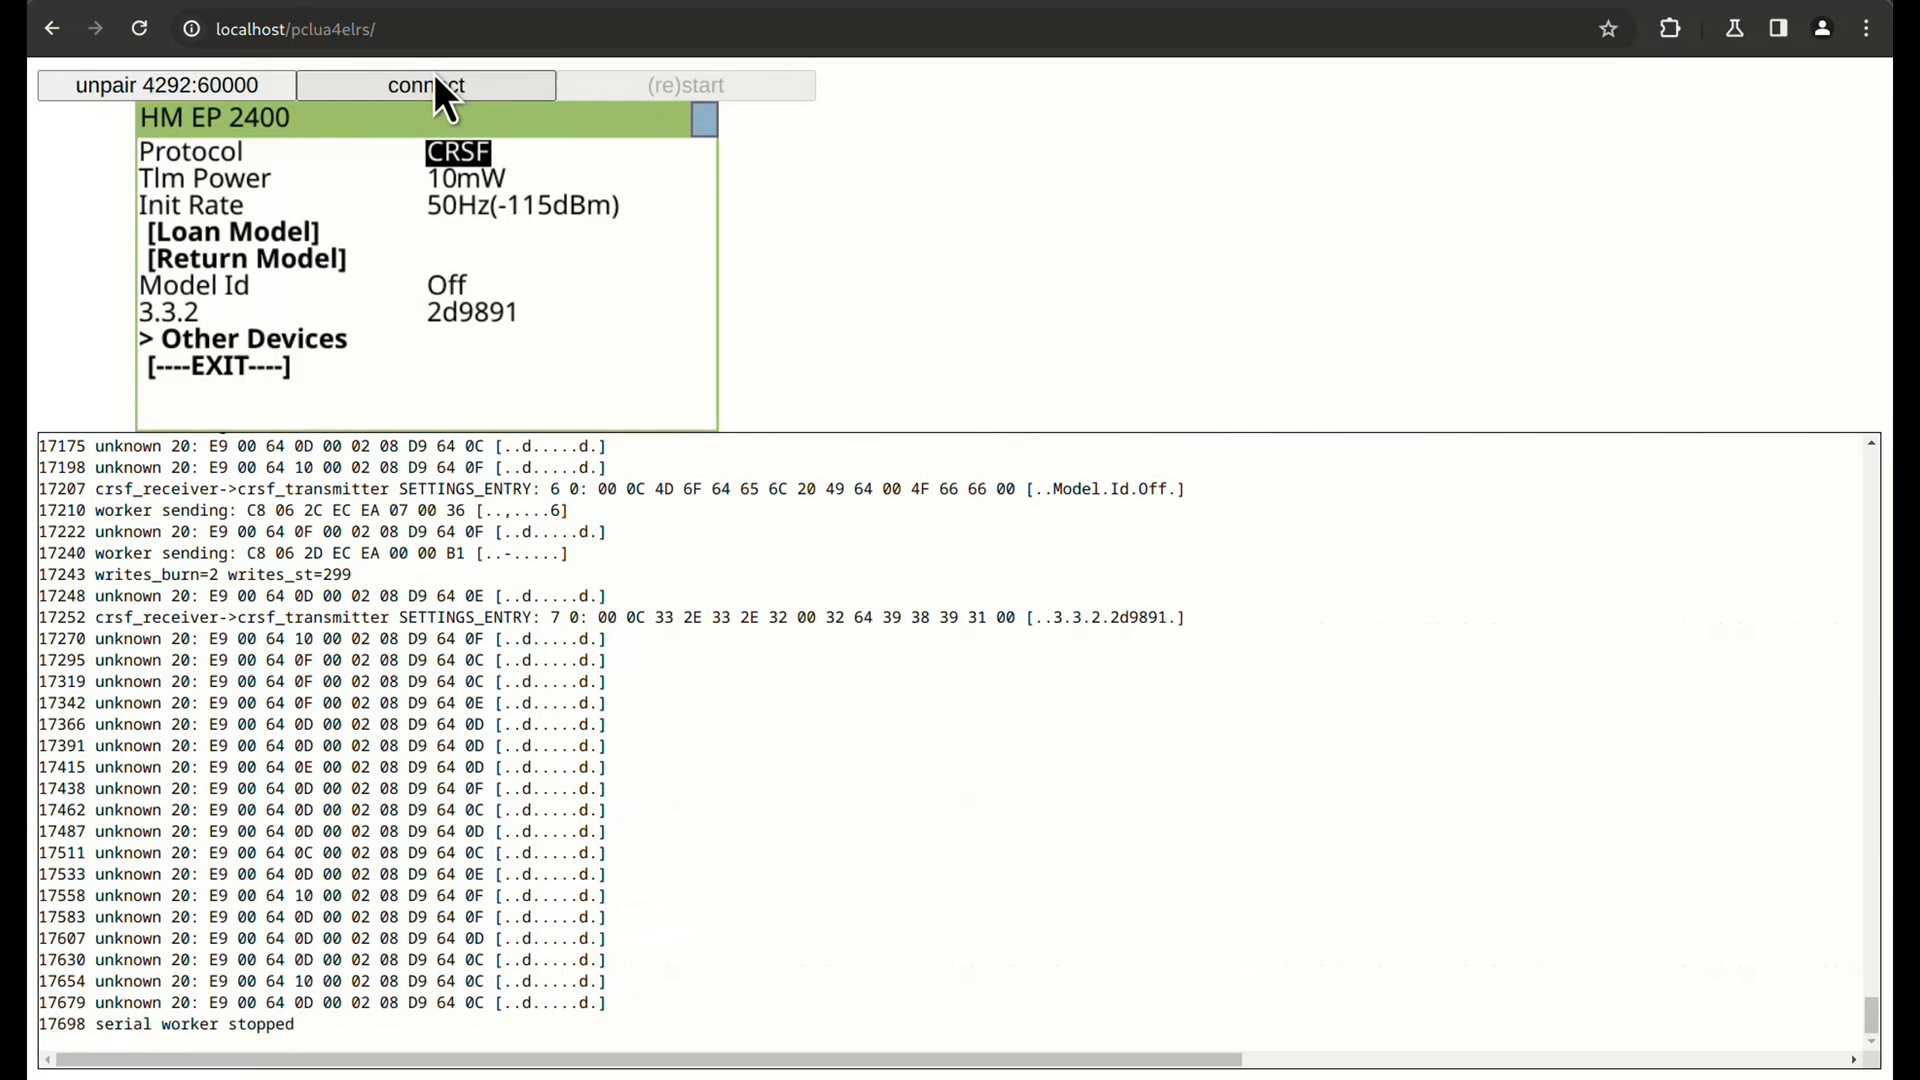 localhost/pclua4elrs/
unpair 4292:60000 connect (re)start
HM EP 2400
Protocol CRSF
Tlm Power 10mW
Init Rate 50Hz(-115dBm)
[Loan Model]
[Return Model]
Model Id Off
3.3.2 2d9891
> Other Devices
[----EXIT----]
17175 unknown 20: E9 00 64 0D 00 02 08 D9 64 0C [..d.....d.]
17198 unknown 20: E9 00 64 10 00 02 08 D9 64 0F [..d.....d.]
17207 crsf_receiver->crsf_transmitter SETTINGS_ENTRY: 6 0: 00 0C 4D 6F 64 65 6C 20 49 64 00 4F 66 66 00 [..Model.Id.Off.]
17210 worker sending: C8 06 2C EC EA 07 00 36 [..,....6]
17222 unknown 20: E9 00 64 0F 00 02 08 D9 64 0F [..d.....d.]
17240 worker sending: C8 06 2D EC EA 00 00 B1 [..-.....]
17243 writes_burn=2 writes_st=299
17248 unknown 20: E9 00 64 0D 00 02 08 D9 64 0E [..d.....d.]
17252 crsf_receiver->crsf_transmitter SETTINGS_ENTRY: 7 0: 00 0C 33 2E 33 2E 32 00 32 64 39 38 39 31 00 [..3.3.2.2d9891.]
17270 unknown 20: E9 00 64 10 00 02 08 D9 64 0F [..d.....d.]
17295 unknown 20: E9 00 64 0F 00 02 08 D9 64 0C [..d.....d.]
17319 unknown 20: E9 00 64 0F 00 02 08 D9 64 0C [..d.....d.]
17342 unknown 20: E9 00 64 0F 00 02 08 D9 64 0E [..d.....d.]
17366 unknown 20: E9 00 64 0D 00 02 08 D9 64 0D [..d.....d.]
17391 unknown 20: E9 00 64 0D 00 02 08 D9 64 0D [..d.....d.]
17415 unknown 20: E9 00 64 0E 00 02 08 D9 64 0D [..d.....d.]
17438 unknown 20: E9 00 64 0D 00 02 08 D9 64 0F [..d.....d.]
17462 unknown 20: E9 00 64 0D 00 02 08 D9 64 0C [..d.....d.]
17487 unknown 20: E9 00 64 0D 00 02 08 D9 64 0D [..d.....d.]
17511 unknown 20: E9 00 64 0C 00 02 08 D9 64 0C [..d.....d.]
17533 unknown 20: E9 00 64 0D 00 02 08 D9 64 0E [..d.....d.]
17558 unknown 20: E9 00 64 10 00 02 08 D9 64 0F [..d.....d.]
17583 unknown 20: E9 00 64 0D 00 02 08 D9 64 0F [..d.....d.]
17607 unknown 20: E9 00 64 0D 00 02 08 D9 64 0D [..d.....d.]
17630 unknown 20: E9 00 64 0D 00 02 08 D9 64 0C [..d.....d.]
17654 unknown 20: E9 00 64 10 00 02 08 D9 64 0C [..d.....d.]
17679 unknown 20: E9 00 64 0D 00 02 08 D9 64 0C [..d.....d.]
17698 serial worker stopped